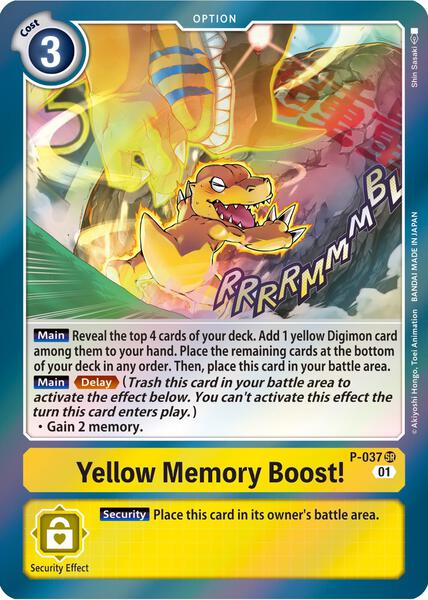 OPTION
Cost
3
Shin Sasaki
RRRRMMMMBL
©Akiyoshi Hongo, Toei Animation BANDAI MADE IN JAPAN
Main Reveal the top 4 cards of your deck. Add 1 yellow Digimon card
among them to your hand. Place the remaining cards at the bottom
of your deck in any order. Then, place this card in your battle area.
Main Delay (Trash this card in your battle area to
activate the effect below. You can't activate this effect the
turn this card enters play.)
• Gain 2 memory.
P-037 SR
Yellow Memory Boost!
01
Security Place this card in its owner's battle area.
Security Effect